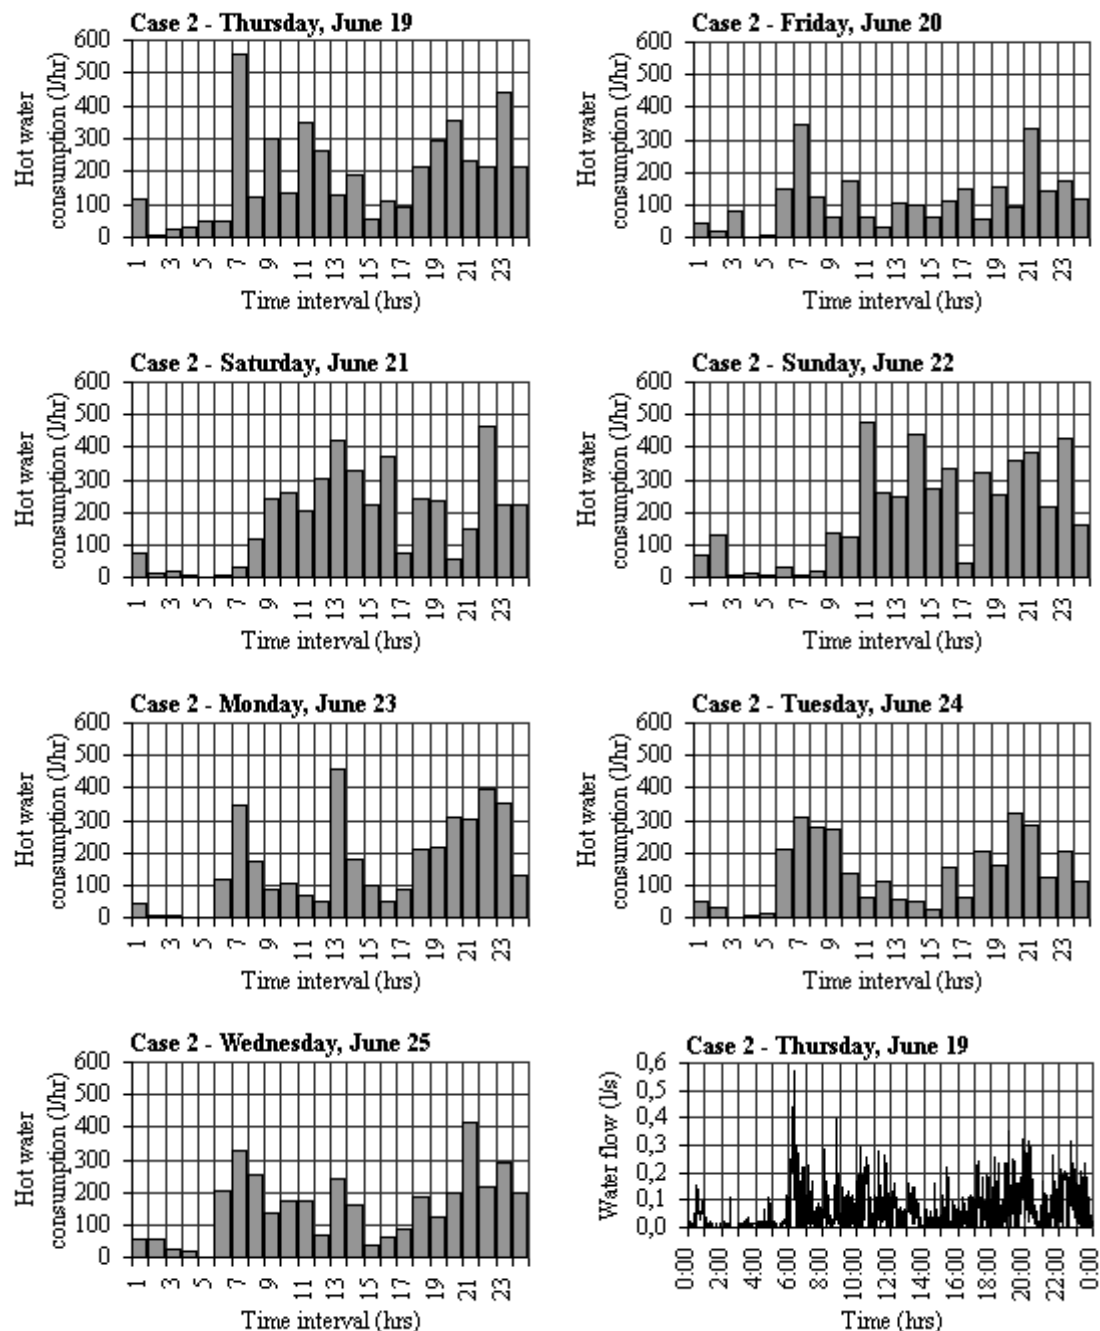 Case 2 - Thursday, June 19
Hot water
consumption (l/hr)
600
500
400
300
200
100
0
1 3 5 7 9 11 13 15 17 19 21 23
Time interval (hrs)
Case 2 - Friday, June 20
Hot water
consumption (l/hr)
600
500
400
300
200
100
0
1 3 5 7 9 11 13 15 17 19 21 23
Time interval (hrs)
Case 2 - Saturday, June 21
Hot water
consumption (l/hr)
600
500
400
300
200
100
0
1 3 5 7 9 11 13 15 17 19 21 23
Time interval (hrs)
Case 2 - Sunday, June 22
Hot water
consumption (l/hr)
600
500
400
300
200
100
0
1 3 5 7 9 11 13 15 17 19 21 23
Time interval (hrs)
Case 2 - Monday, June 23
Hot water
consumption (l/hr)
600
500
400
300
200
100
0
1 3 5 7 9 11 13 15 17 19 21 23
Time interval (hrs)
Case 2 - Tuesday, June 24
Hot water
consumption (l/hr)
600
500
400
300
200
100
0
1 3 5 7 9 11 13 15 17 19 21 23
Time interval (hrs)
Case 2 - Wednesday, June 25
Hot water
consumption (l/hr)
600
500
400
300
200
100
0
1 3 5 7 9 11 13 15 17 19 21 23
Time interval (hrs)
Case 2 - Thursday, June 19
Water flow (l/s)
0,6
0,5
0,4
0,3
0,2
0,1
0,0
0:00 2:00 4:00 6:00 8:00 10:00 12:00 14:00 16:00 18:00 20:00 22:00 0:00
Time (hrs)